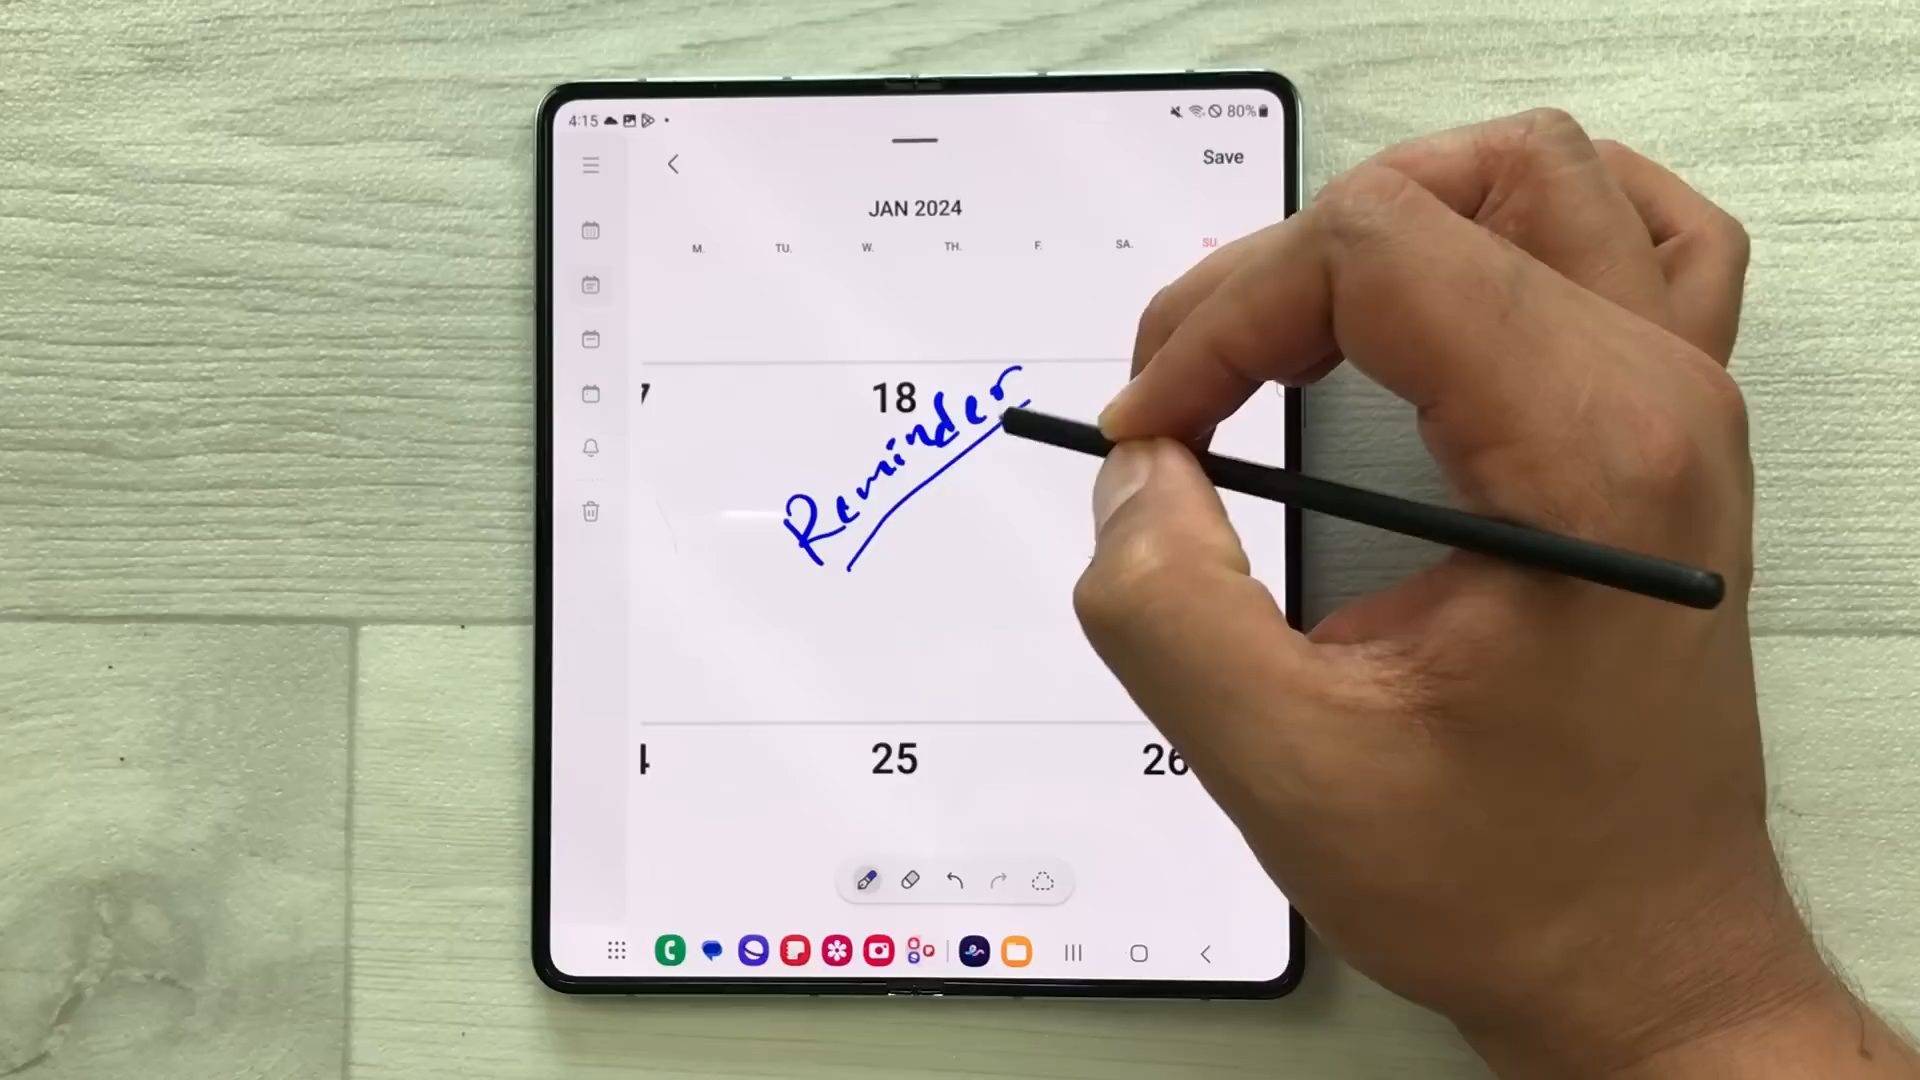 4:15 80%
Save
JAN 2024
M. TU. W. TH. F. SA. SU.
18
Reminder
25 26